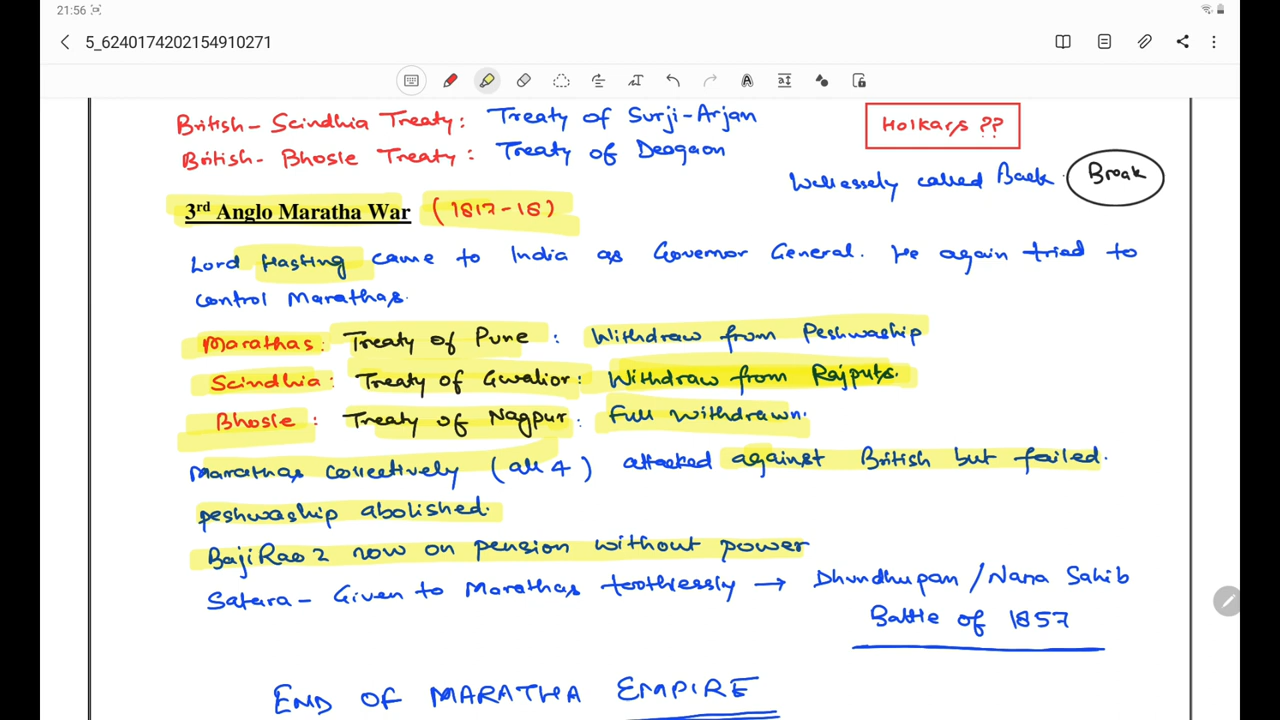 21:56
5_6240174202154910271
British-Scindhia Treaty: Treaty of Surji-Arjan
Holkars ??
British-Bhosle Treaty: Treaty of Deogaon
Wellessely called Back. Break
3rd Anglo Maratha War (1817-18)
Lord Hasting came to India as Governor General. He again tried to
control Marathas.
Marathas: Treaty of Pune: Withdraw from Peshwaship
Scindhia: Treaty of Gwalior: Withdraw from Rajputs.
Bhosle: Treaty of Nagpur: Full withdrawn.
Marathas collectively (all 4) attacked against British but failed.
peshwaship abolished.
BajiRao 2 now on pension without power
Satara- Given to Marathas toothlessly → Dhundhupan/Nana Sahib
Battle of 1857
END OF MARATHA EMPIRE